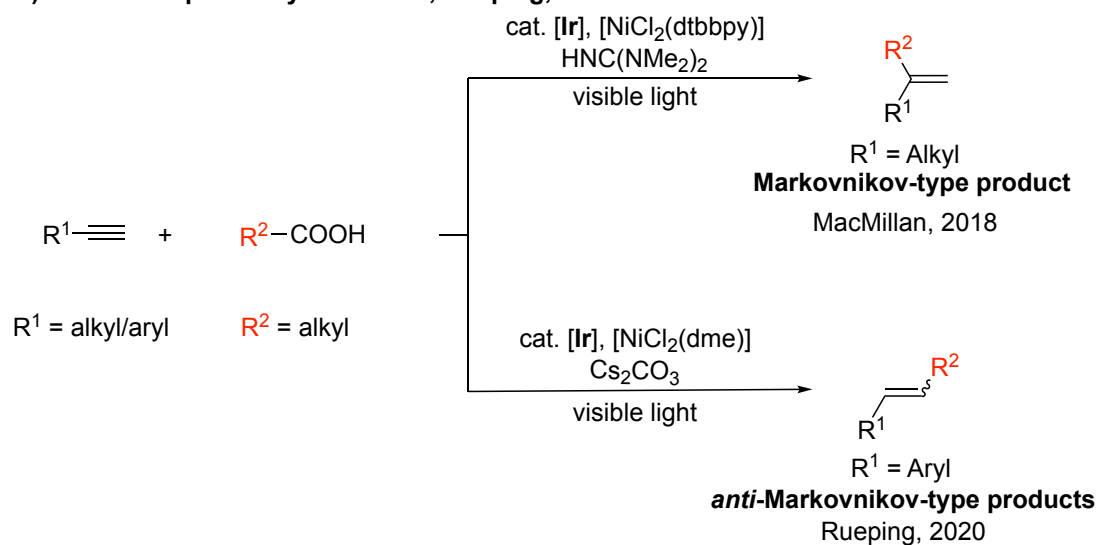 cat. [Ir], [NiCl2(dtbbpy)]
HNC(NMe2)2
visible light
R2
R1
R1 = Alkyl
Markovnikov-type product
MacMillan, 2018
R1
+
R2–COOH
R1 = alkyl/aryl
R2 = alkyl
cat. [Ir], [NiCl2(dme)]
Cs2CO3
visible light
R2
R1
R1 = Aryl
anti-Markovnikov-type products
Rueping, 2020